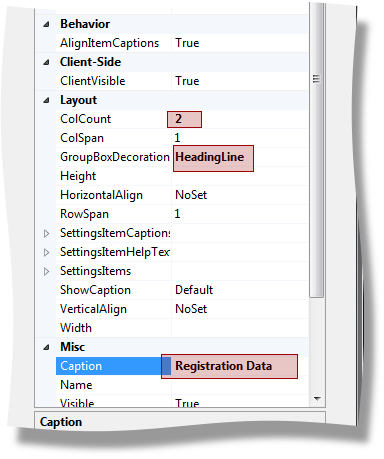 Behavior
AlignItemCaptions True
Client-Side
ClientVisible True
Layout
ColCount 2
ColSpan 1
GroupBoxDecoration HeadingLine
Height
HorizontalAlign NoSet
RowSpan 1
SettingsItemCaptions
SettingsItemHelpTex
SettingsItems
ShowCaption Default
VerticalAlign NoSet
Width
Misc
Caption Registration Data
Name
Visible True
Caption